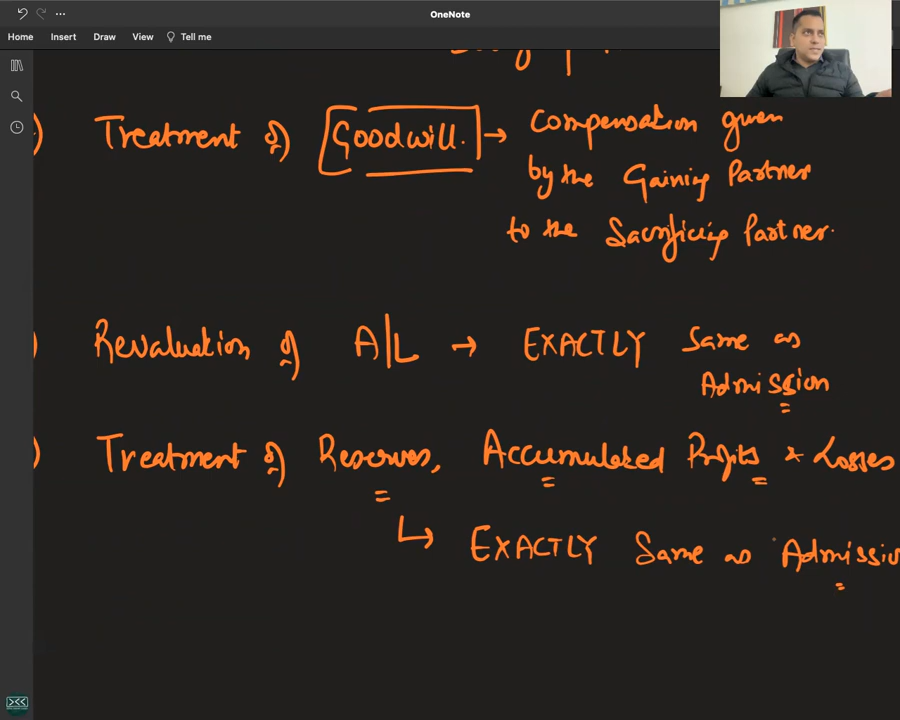 OneNote
Home Insert Draw View Tell me
) Treatment of Goodwill. → Compensation given
by the Gaining Partner
to the Sacrificing Partner.
) Revaluation of A/L → EXACTLY Same as
Admission
) Treatment of Reserves, Accumulated Profits & Losses
↳ EXACTLY Same as Admission